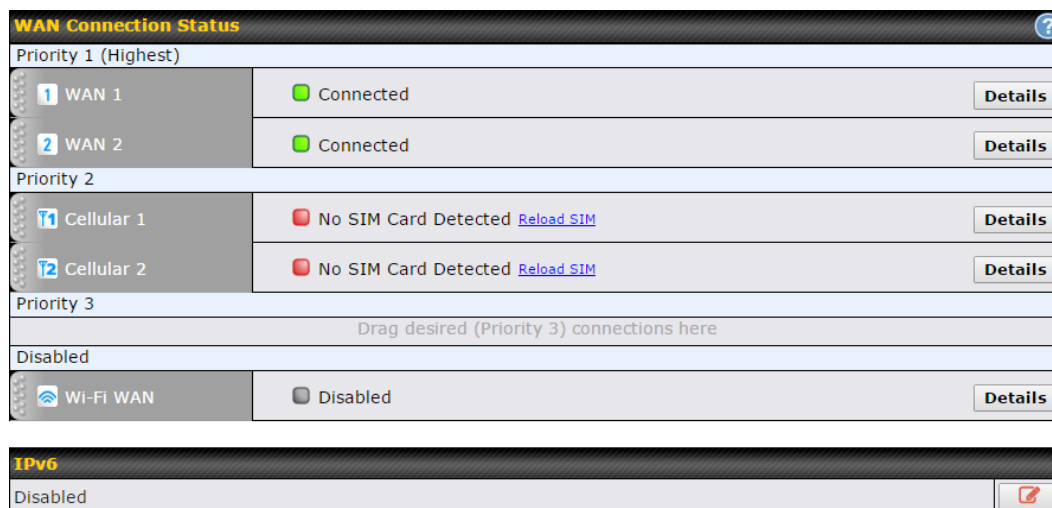 WAN Connection Status
?
Priority 1 (Highest)
1 WAN 1 Connected Details
2 WAN 2 Connected Details
Priority 2
1 Cellular 1 No SIM Card Detected Reload SIM Details
2 Cellular 2 No SIM Card Detected Reload SIM Details
Priority 3
Drag desired (Priority 3) connections here
Disabled
Wi-Fi WAN Disabled Details
IPv6
Disabled